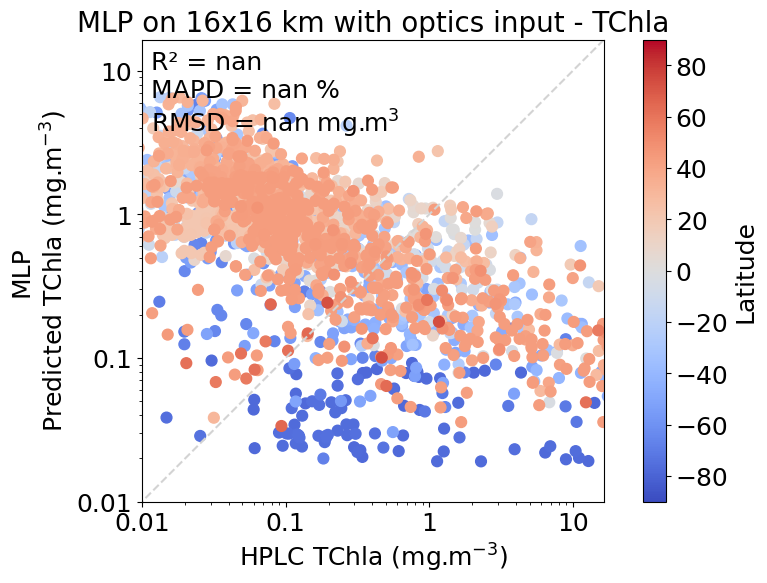 MLP on 16x16 km with optics input - TChla
R² = nan
MAPD = nan %
RMSD = nan mg.m³
10
1
0.1
0.01
MLP
Predicted TChla (mg.m⁻³)
0.01
0.1
1
10
HPLC TChla (mg.m⁻³)
80
60
40
20
0
−20
−40
−60
−80
Latitude